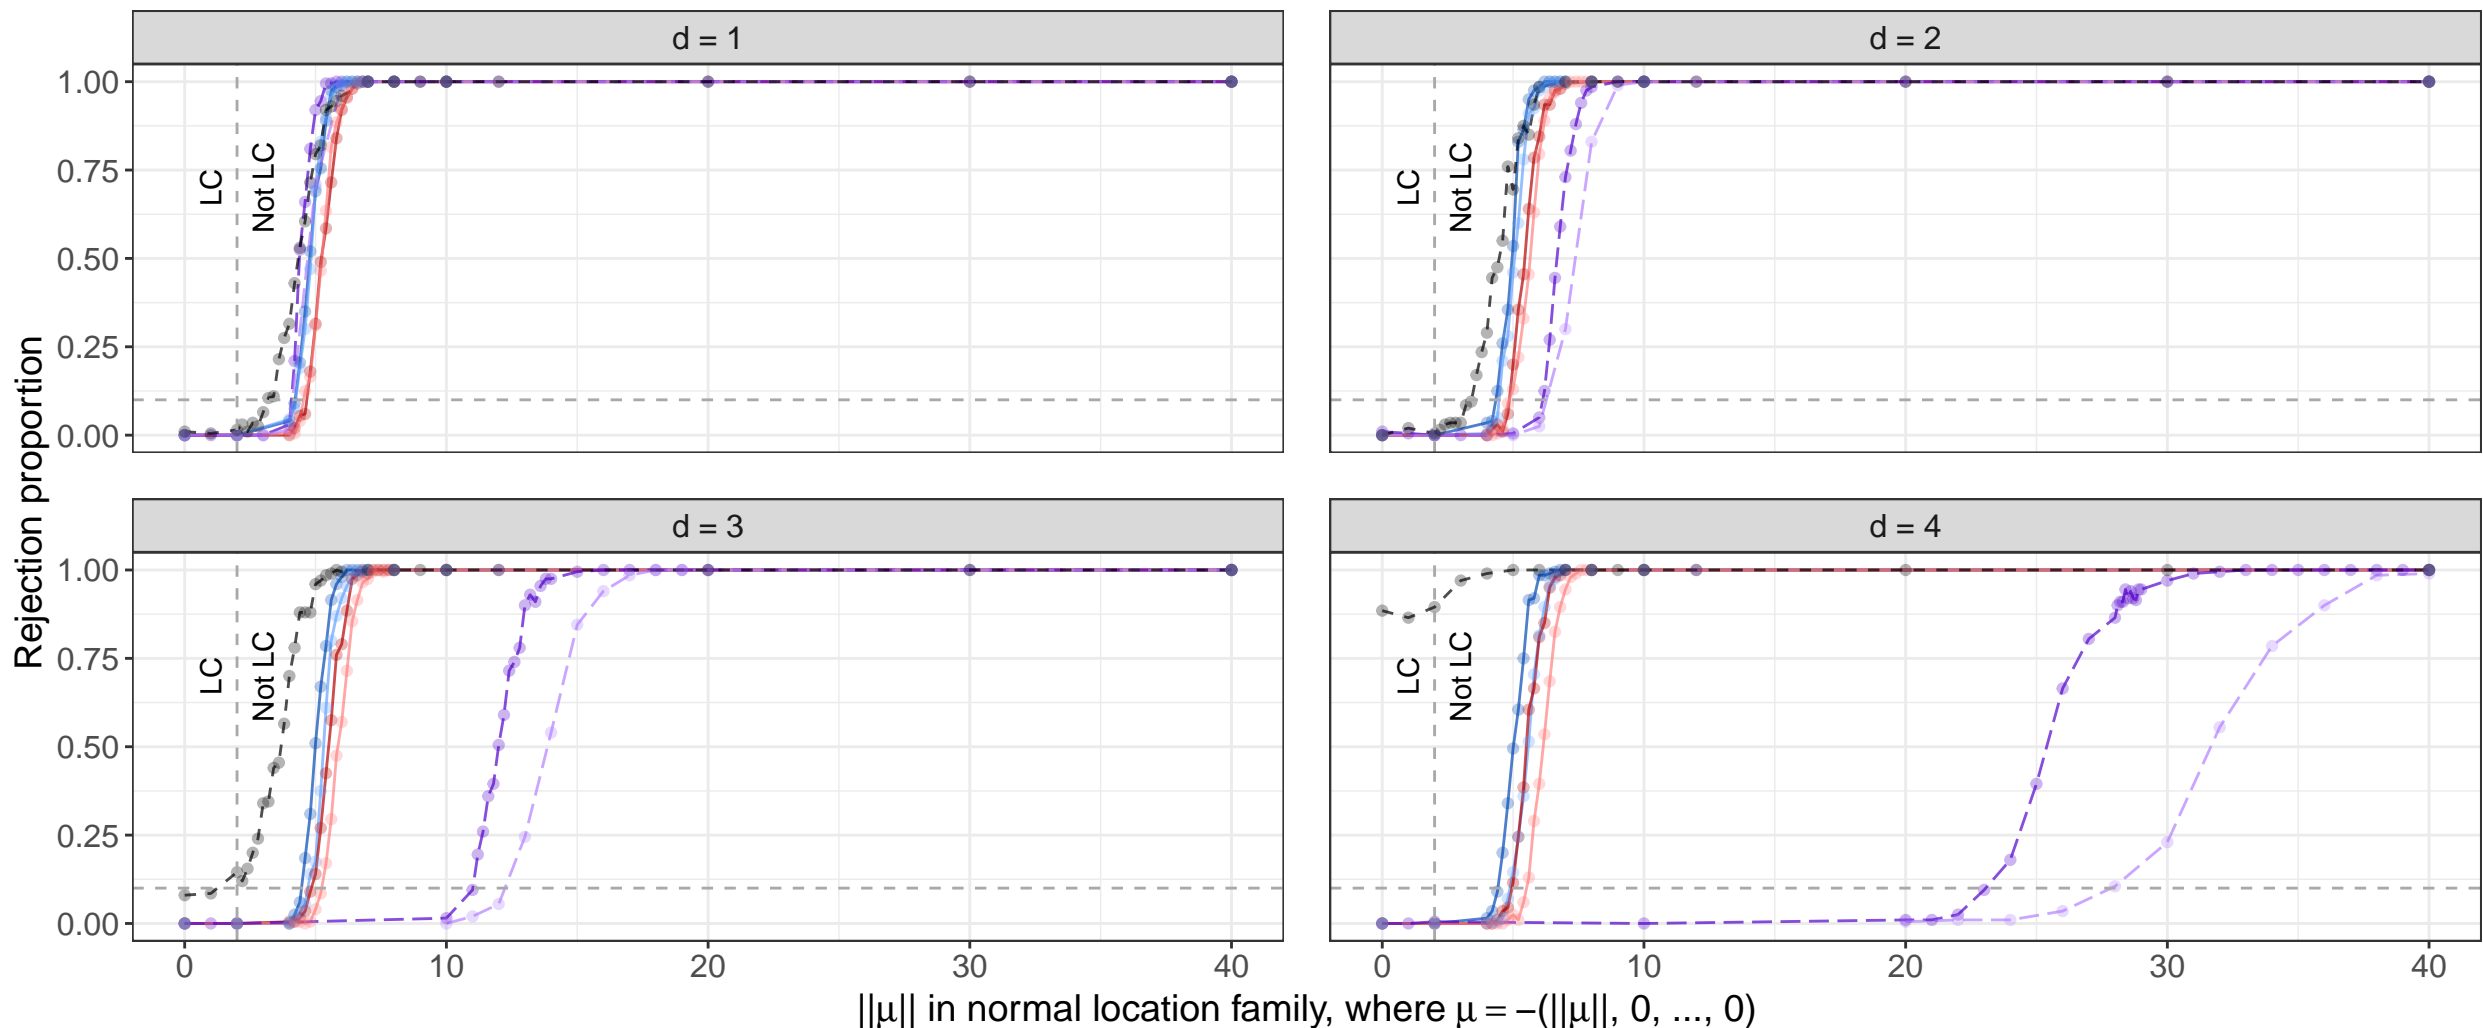 d = 1
d = 2
1.00
0.75
0.50
0.25
0.00
LC
Not LC
LC
Not LC
Rejection proportion
d = 3
d = 4
1.00
0.75
0.50
0.25
0.00
LC
Not LC
LC
Not LC
0 10 20 30 40
0 10 20 30 40
||μ|| in normal location family, where μ = −(||μ||, 0, ..., 0)